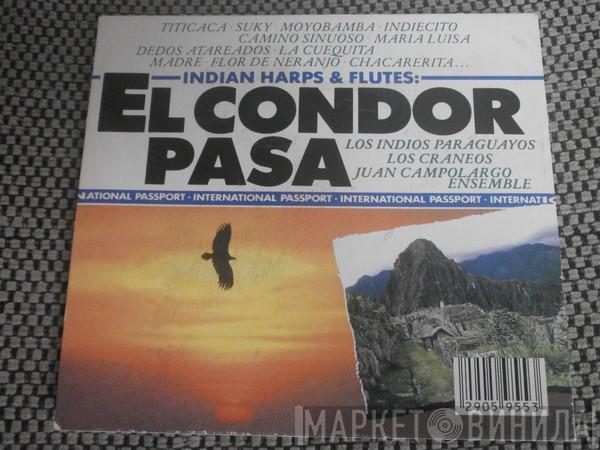 TITICACA · SUKY · MOYOBAMBA · INDIECITO
CAMINO SINUOSO · MARIA LUISA
DEDOS ATAREADOS · LA CUEQUITA
MADRE · FLOR DE NERANJO · CHACARERITA...
INDIAN HARPS & FLUTES:
EL CONDOR
PASA
LOS INDIOS PARAGUAYOS
LOS CRANEOS
JUAN CAMPOLARGO
ENSEMBLE
NATIONAL PASSPORT · INTERNATIONAL PASSPORT · INTERNATIONAL PASSPORT · INTERNATI
2905 9553
МАРКЕТ ВИНИЛА